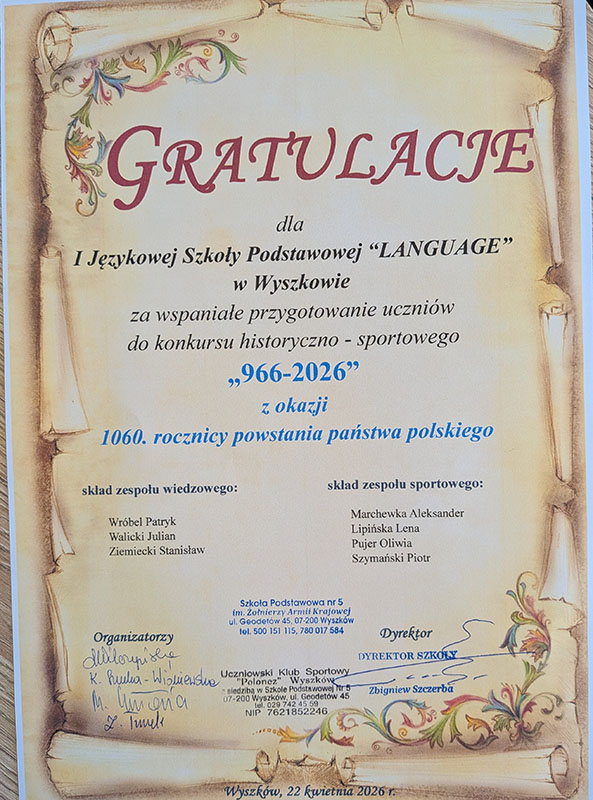 GRATULACJE
dla
I Językowej Szkoły Podstawowej “LANGUAGE”
w Wyszkowie
za wspaniałe przygotowanie uczniów
do konkursu historyczno - sportowego
„966-2026”
z okazji
1060. rocznicy powstania państwa polskiego
skład zespołu wiedzowego:
Wróbel Patryk
Walicki Julian
Ziemiecki Stanisław
skład zespołu sportowego:
Marchewka Aleksander
Lipińska Lena
Pujer Oliwia
Szymański Piotr
Szkoła Podstawowa nr 5
im. Żołnierzy Armii Krajowej
ul. Geodetów 45, 07-200 Wyszków
tel. 500 151 115, 780 017 584
Organizatorzy
Uczniowski Klub Sportowy
"Polonez" Wyszków
siedzibą w Szkole Podstawowej Nr 5
07-200 Wyszków, ul. Geodetów 45
tel. 029 742 45 59
NIP 7621852246
Dyrektor
DYREKTOR SZKOŁY
Zbigniew Szczerba
Wyszków, 22 kwietnia 2026 r.